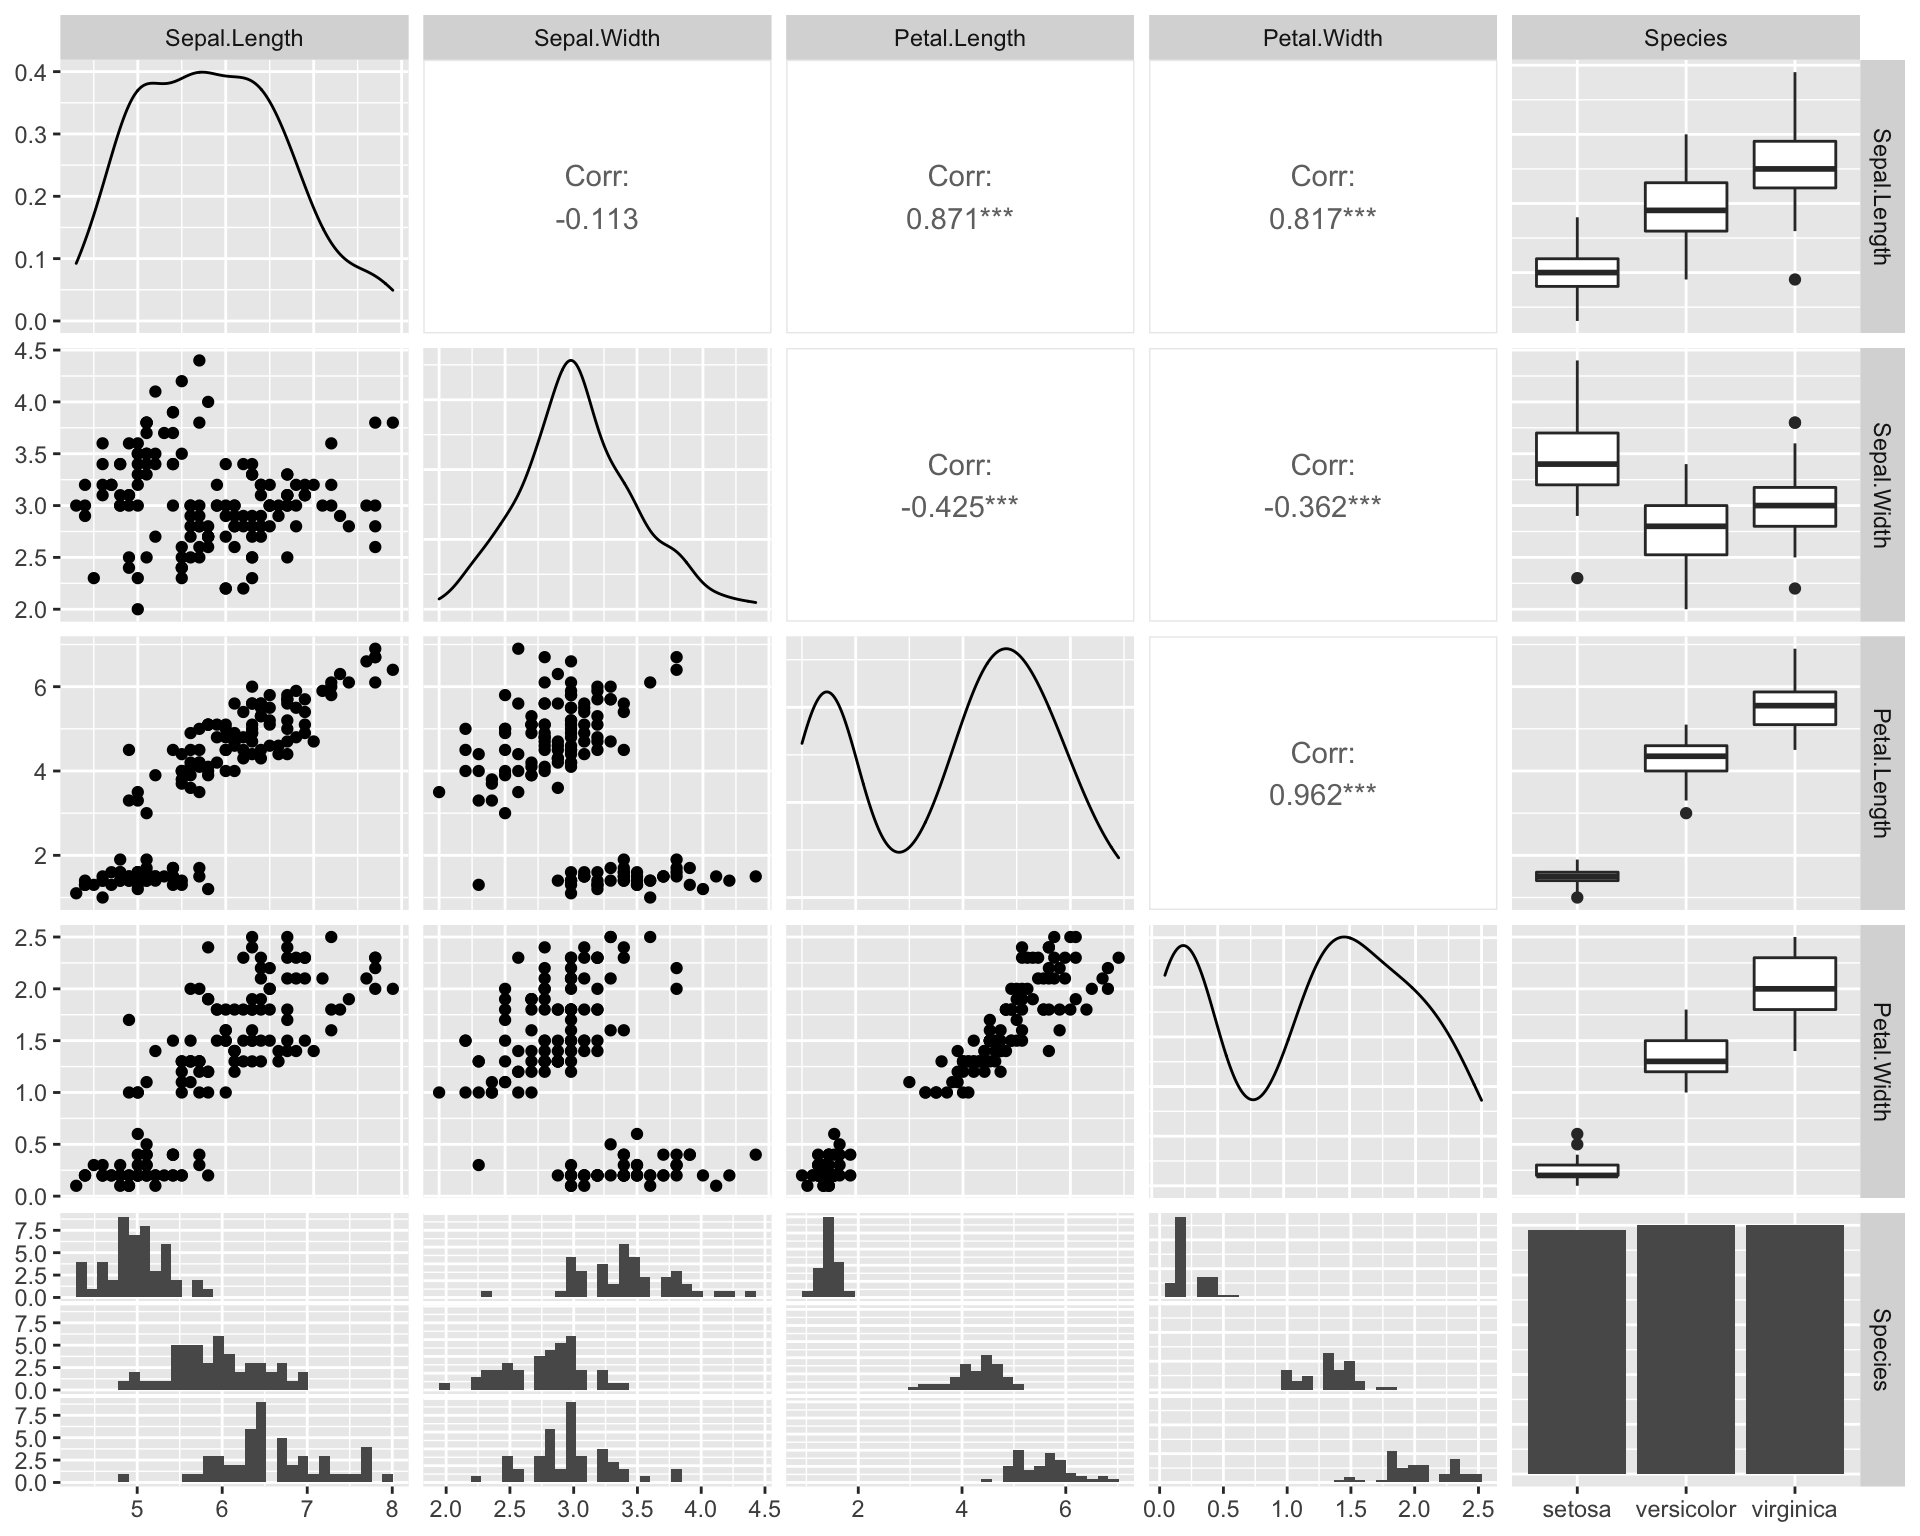 Sepal.Length Sepal.Width Petal.Length Petal.Width Species
0.4
0.3
0.2
0.1
0.0
Corr:
-0.113
Corr:
0.871***
Corr:
0.817***
Sepal.Length
4.5
4.0
3.5
3.0
2.5
2.0
Corr:
-0.425***
Corr:
-0.362***
Sepal.Width
6
4
2
Corr:
0.962***
Petal.Length
2.5
2.0
1.5
1.0
0.5
0.0
Petal.Width
7.5
5.0
2.5
0.0
7.5
5.0
2.5
0.0
7.5
5.0
2.5
0.0
Species
5 6 7 8 2.0 2.5 3.0 3.5 4.0 4.5 2 4 6 0.0 0.5 1.0 1.5 2.0 2.5 setosa versicolor virginica